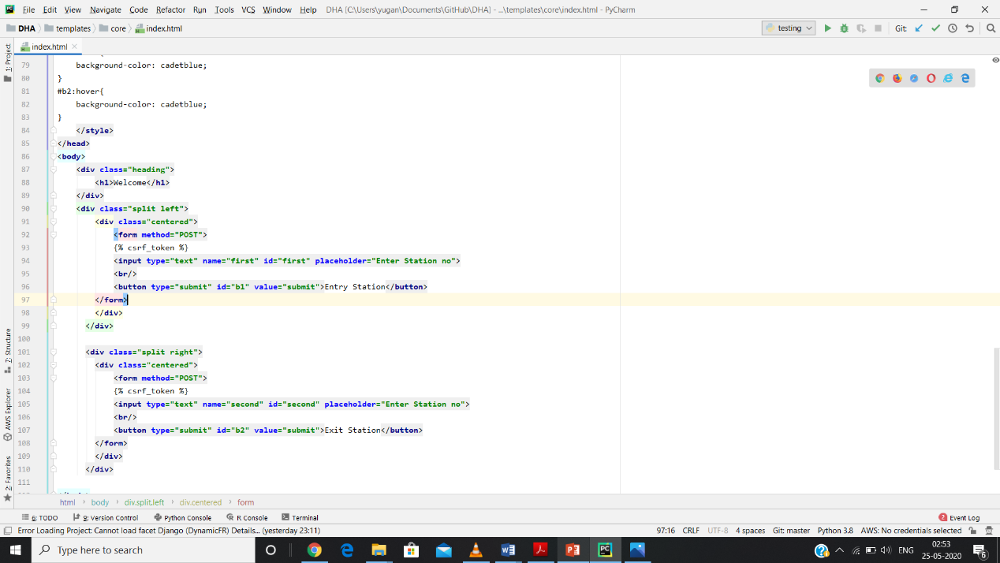 File Edit View Navigate Code Refactor Run Tools VCS Window Help DHA [C:\Users\yugan\Documents\GitHub\DHA] - ...\templates\core\index.html - PyCharm
DHA templates core index.html testing Git:
index.html
1: Project
7: Structure
AWS Explorer
2: Favorites
79 background-color: cadetblue;
80 }
81 #b2:hover{
82 background-color: cadetblue;
83 }
84 </style>
85 </head>
86 <body>
87 <div class="heading">
88 <h1>Welcome</h1>
89 </div>
90 <div class="split left">
91 <div class="centered">
92 <form method="POST">
93 {% csrf_token %}
94 <input type="text" name="first" id="first" placeholder="Enter Station no">
95 <br/>
96 <button type="submit" id="b1" value="submit">Entry Station</button>
97 </form>
98 </div>
99 </div>
100
101 <div class="split right">
102 <div class="centered">
103 <form method="POST">
104 {% csrf_token %}
105 <input type="text" name="second" id="second" placeholder="Enter Station no">
106 <br/>
107 <button type="submit" id="b2" value="submit">Exit Station</button>
108 </form>
109 </div>
110 </div>
111
html body div.split.left div.centered form
6: TODO 9: Version Control Python Console R Console Terminal 2 Event Log
Error Loading Project: Cannot load facet Django (DynamicFR) Details... (yesterday 23:11) 97:16 CRLF UTF-8 4 spaces Git: master Python 3.8 AWS: No credentials selected
Type here to search ENG 02:53
25-05-2020 6